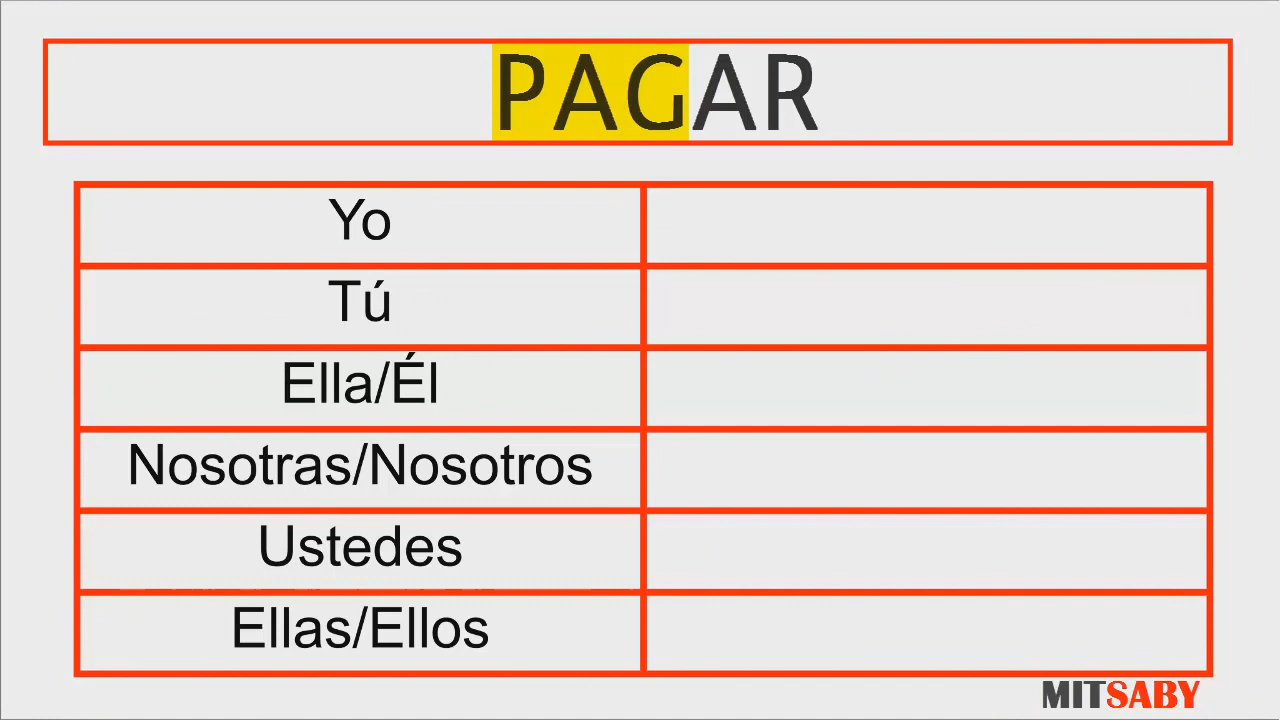 PAGAR
Yo
Tú
Ella/Él
Nosotras/Nosotros
Ustedes
Ellas/Ellos
MITSABY